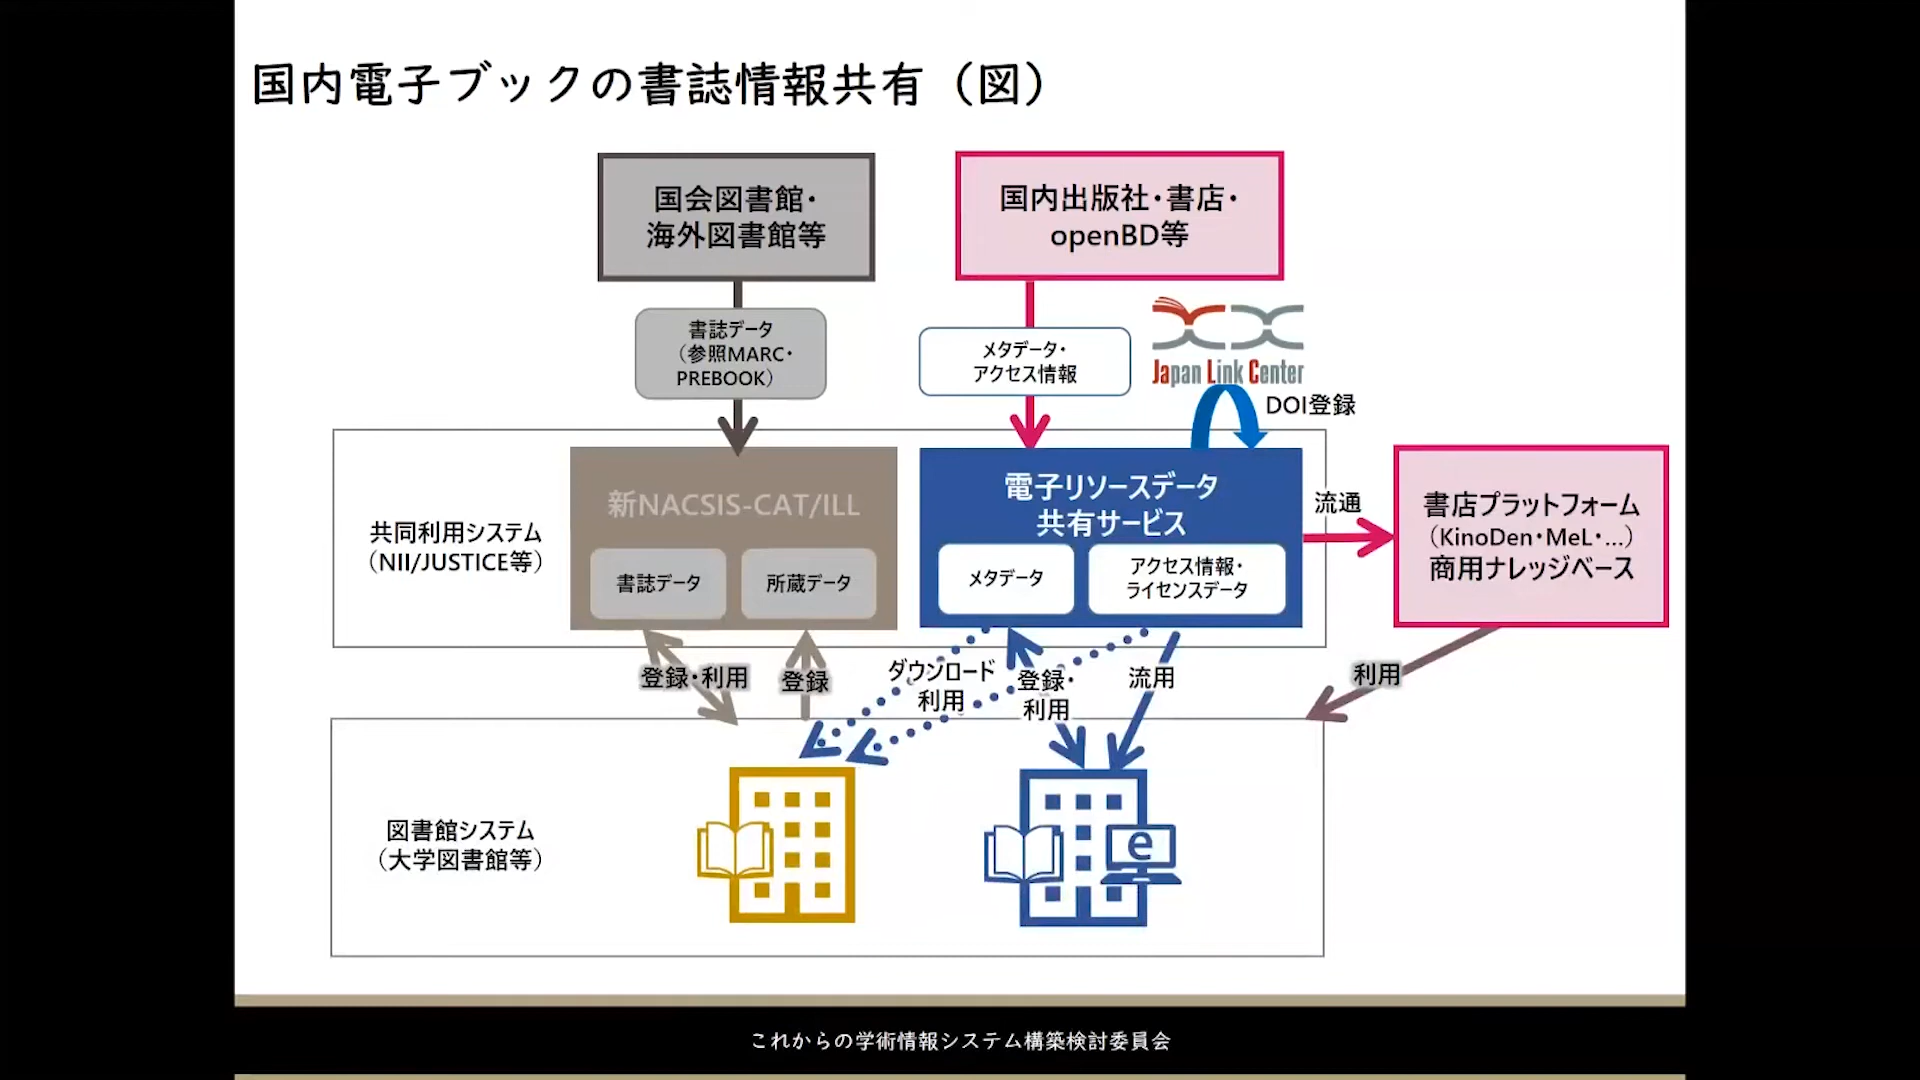 国内電子ブックの書誌情報共有（図）
国会図書館・
海外図書館等
国内出版社・書店・
openBD等
書誌データ
（参照MARC・
PREBOOK）
メタデータ・
アクセス情報
Japan Link Center
DOI登録
共同利用システム
（NII/JUSTICE等）
新NACSIS-CAT/ILL
書誌データ
所蔵データ
電子リソースデータ
共有サービス
メタデータ
アクセス情報・
ライセンスデータ
流通
書店プラットフォーム
（KinoDen・MeL・…）
商用ナレッジベース
登録・利用
登録
ダウンロード
利用
登録・
利用
流用
利用
図書館システム
（大学図書館等）
e
これからの学術情報システム構築検討委員会